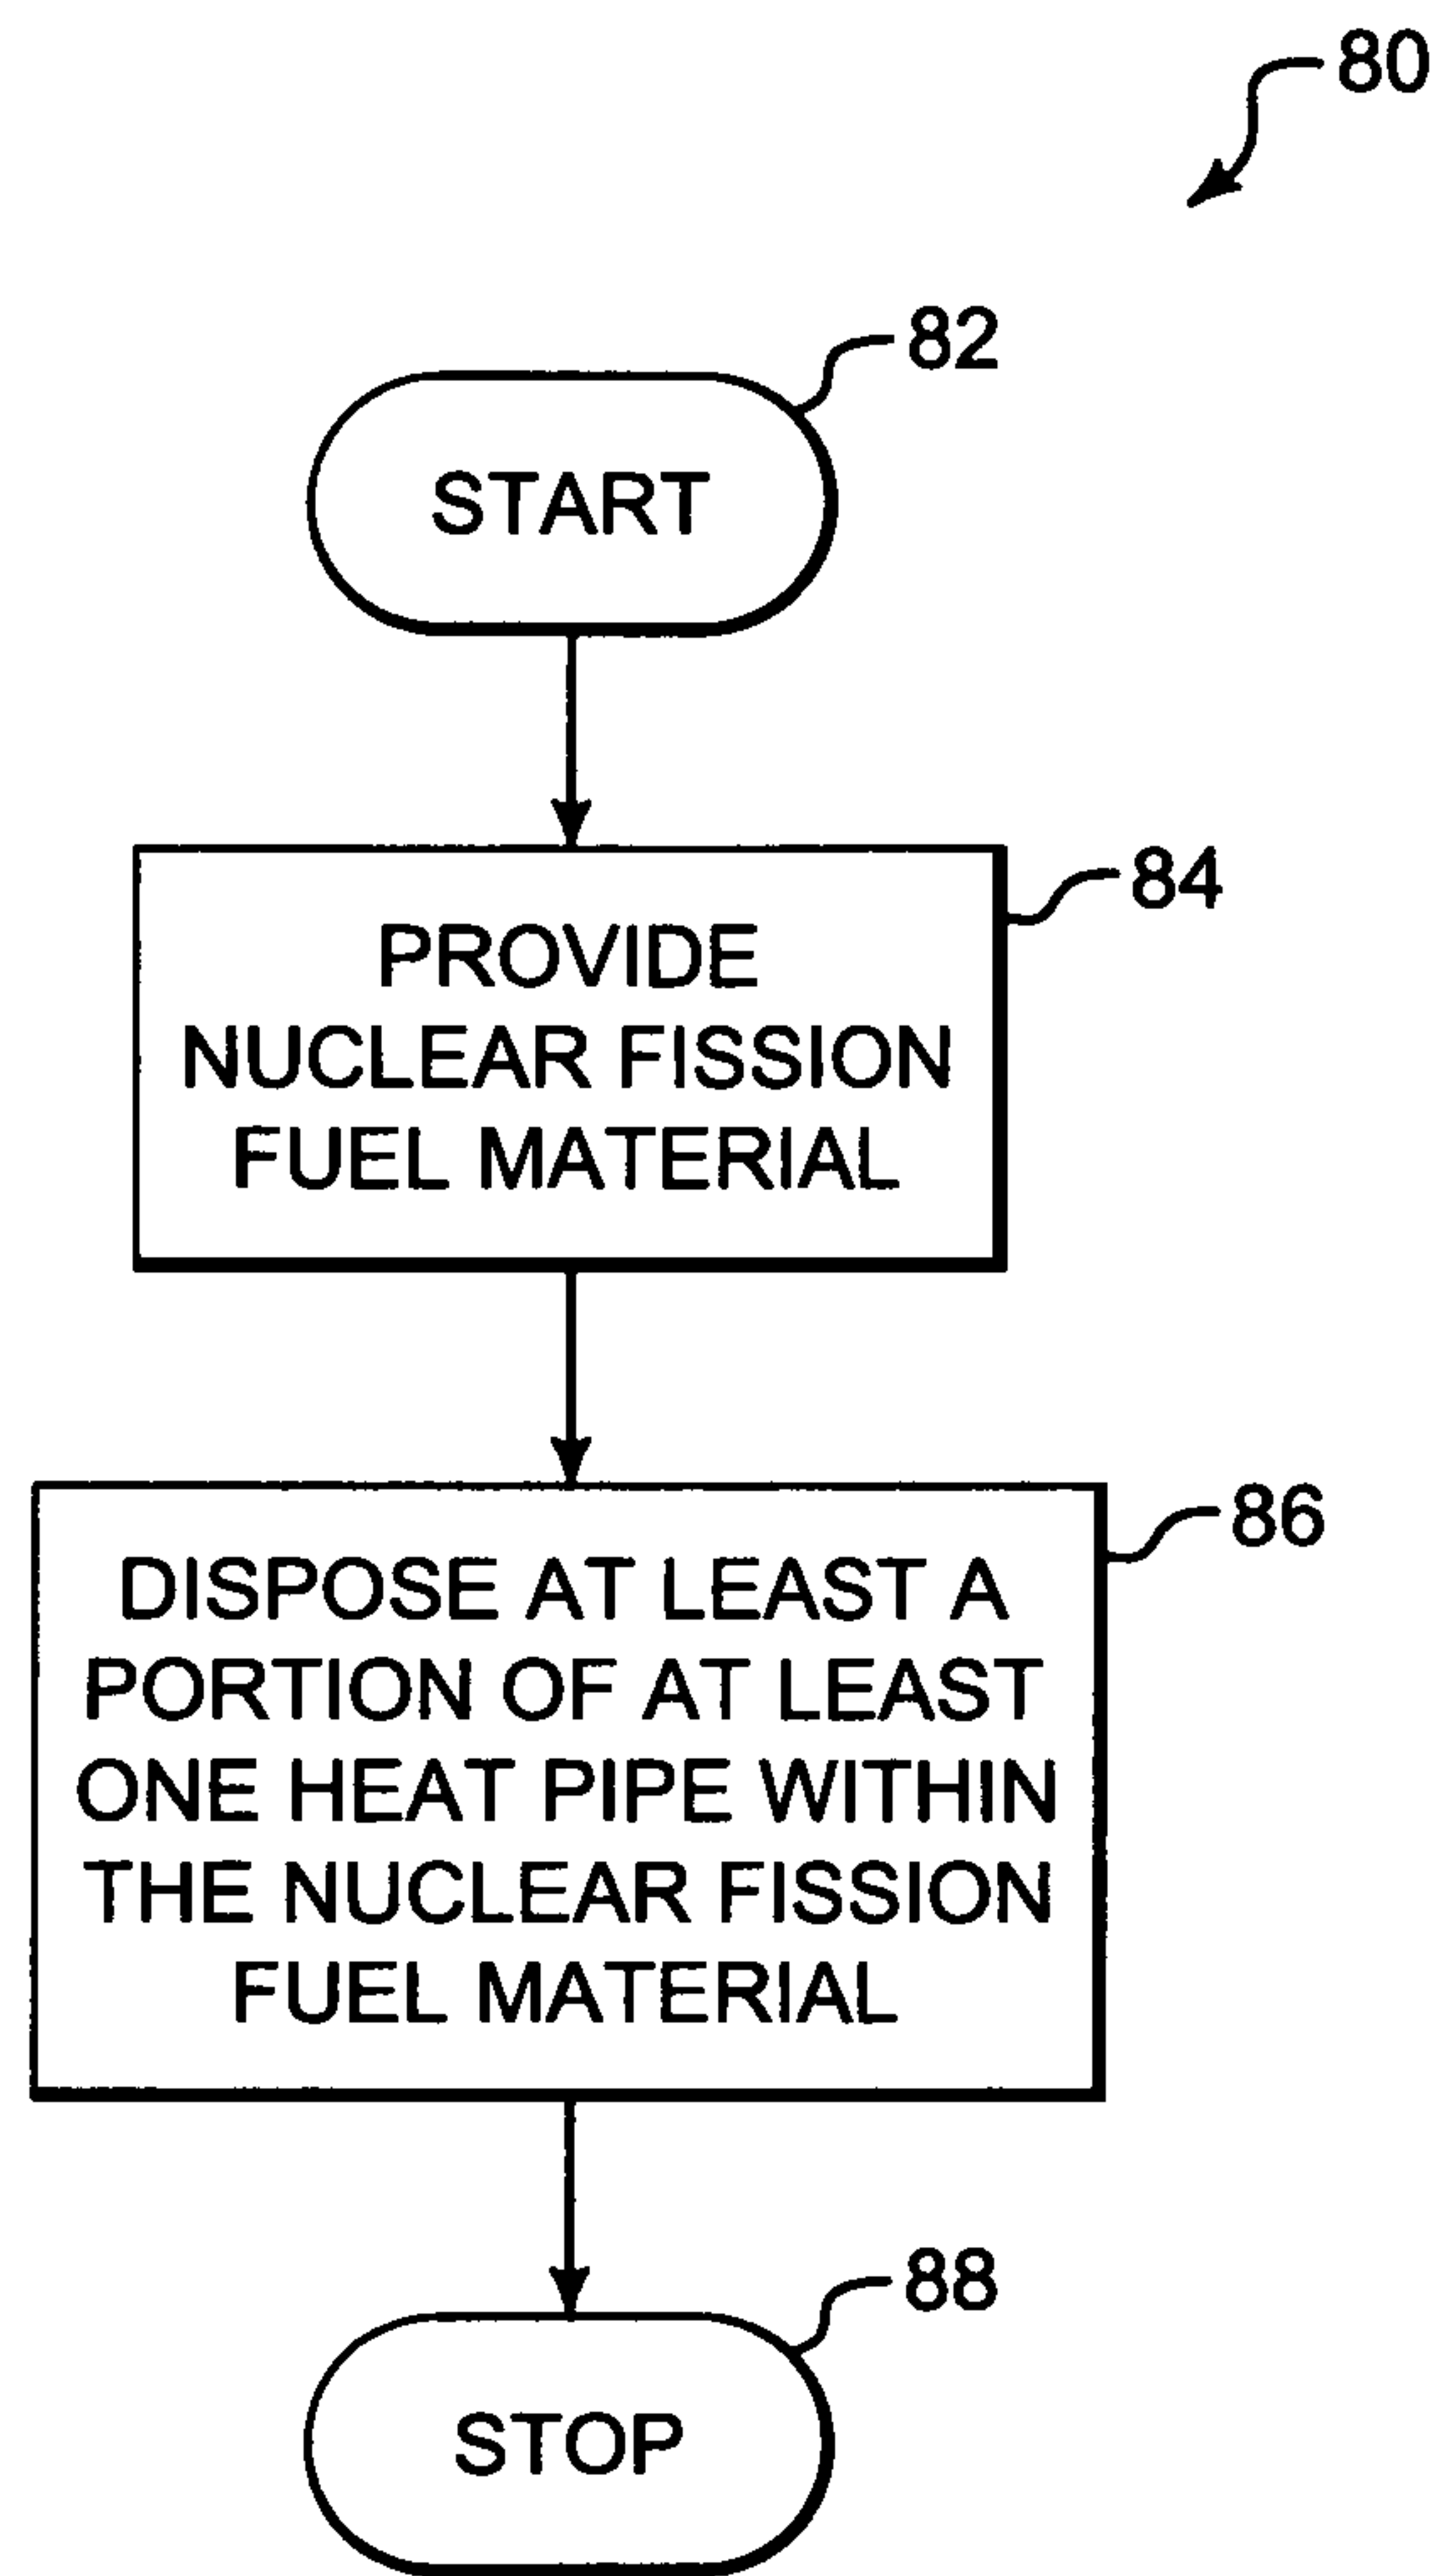 80
82
START
84
PROVIDE
NUCLEAR FISSION
FUEL MATERIAL
86
DISPOSE AT LEAST A
PORTION OF AT LEAST
ONE HEAT PIPE WITHIN
THE NUCLEAR FISSION
FUEL MATERIAL
88
STOP